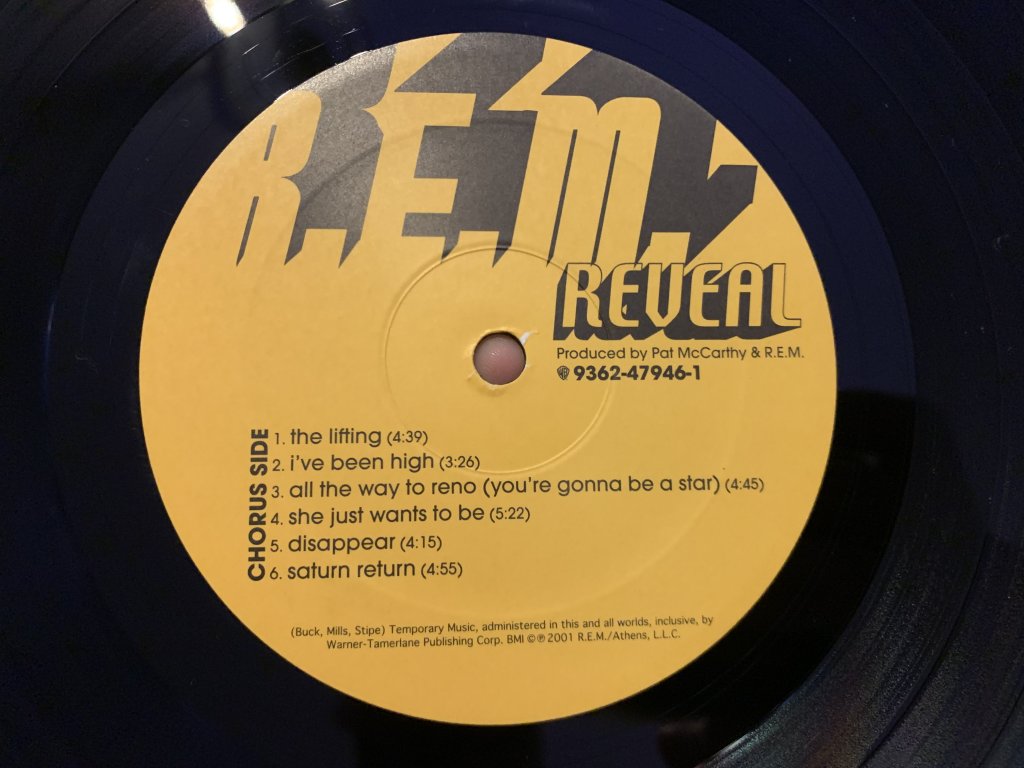 R.E.M.
REVEAL
Produced by Pat McCarthy & R.E.M.
9362-47946-1
CHORUS SIDE
1. the lifting (4:39)
2. i've been high (3:26)
3. all the way to reno (you're gonna be a star) (4:45)
4. she just wants to be (5:22)
5. disappear (4:15)
6. saturn return (4:55)
(Buck, Mills, Stipe) Temporary Music, administered in this and all worlds, inclusive, by
Warner-Tamerlane Publishing Corp. BMI ©℗ 2001 R.E.M./Athens, L.L.C.